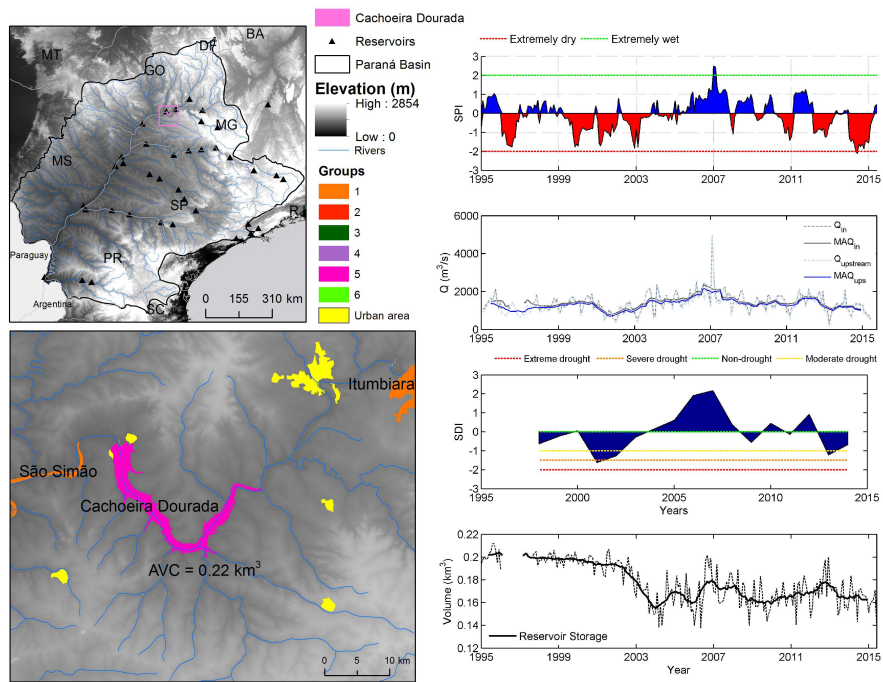 Cachoeira Dourada
Reservoirs
Paraná Basin
Elevation (m)
High : 2854
Low : 0
Rivers
Groups
1
2
3
4
5
6
Urban area
MT
GO
DF
BA
MG
MS
SP
PR
SC
Paraguay
Argentina
0 155 310 km
Itumbiara
São Simão
Cachoeira Dourada
AVC = 0.22 km³
0 5 10 km
Extremely dry
Extremely wet
SPI
3
2
1
0
-1
-2
-3
1995 1999 2003 2007 2011 2015
Q (m³/s)
6000
4000
2000
0
Q in
MAQ in
Q upstream
MAQ ups
1995 1999 2003 2007 2011 2015
Extreme drought
Severe drought
Non-drought
Moderate drought
SDI
3
2
1
0
-1
-2
-3
1995 2000 2005 2010 2015
Years
Volume (km³)
0.22
0.2
0.18
0.16
0.14
0.12
Reservoir Storage
1995 1999 2003 2007 2011 2015
Year